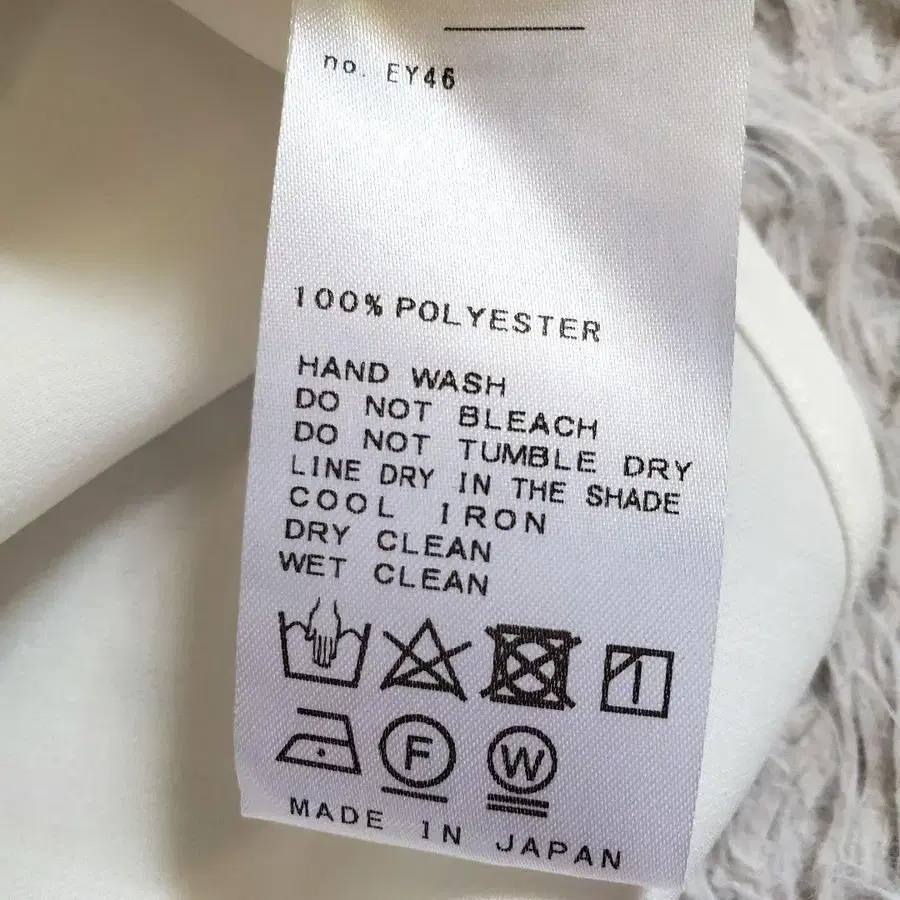 no. EY46
100% POLYESTER
HAND WASH
DO NOT BLEACH
DO NOT TUMBLE DRY
LINE DRY IN THE SHADE
COOL IRON
DRY CLEAN
WET CLEAN
F W
MADE IN JAPAN